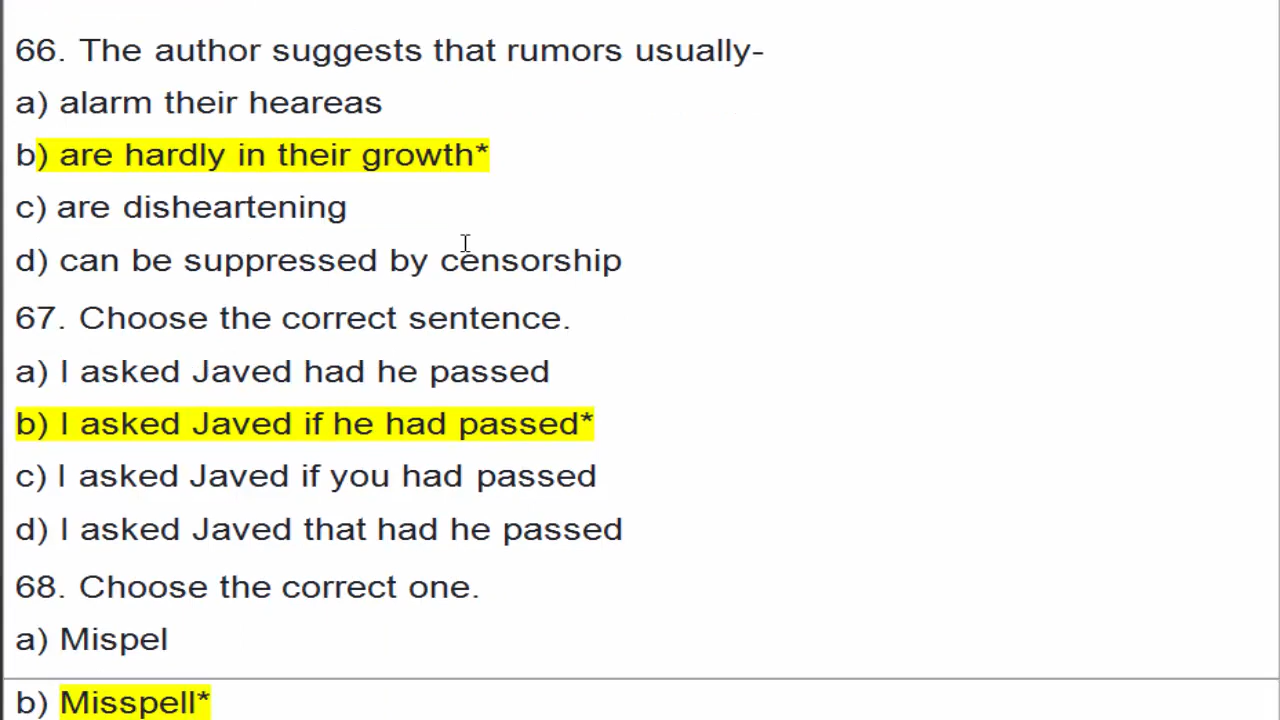 66. The author suggests that rumors usually-
a) alarm their heareas
b) are hardly in their growth*
c) are disheartening
d) can be suppressed by censorship
67. Choose the correct sentence.
a) I asked Javed had he passed
b) I asked Javed if he had passed*
c) I asked Javed if you had passed
d) I asked Javed that had he passed
68. Choose the correct one.
a) Mispel
b) Misspell*